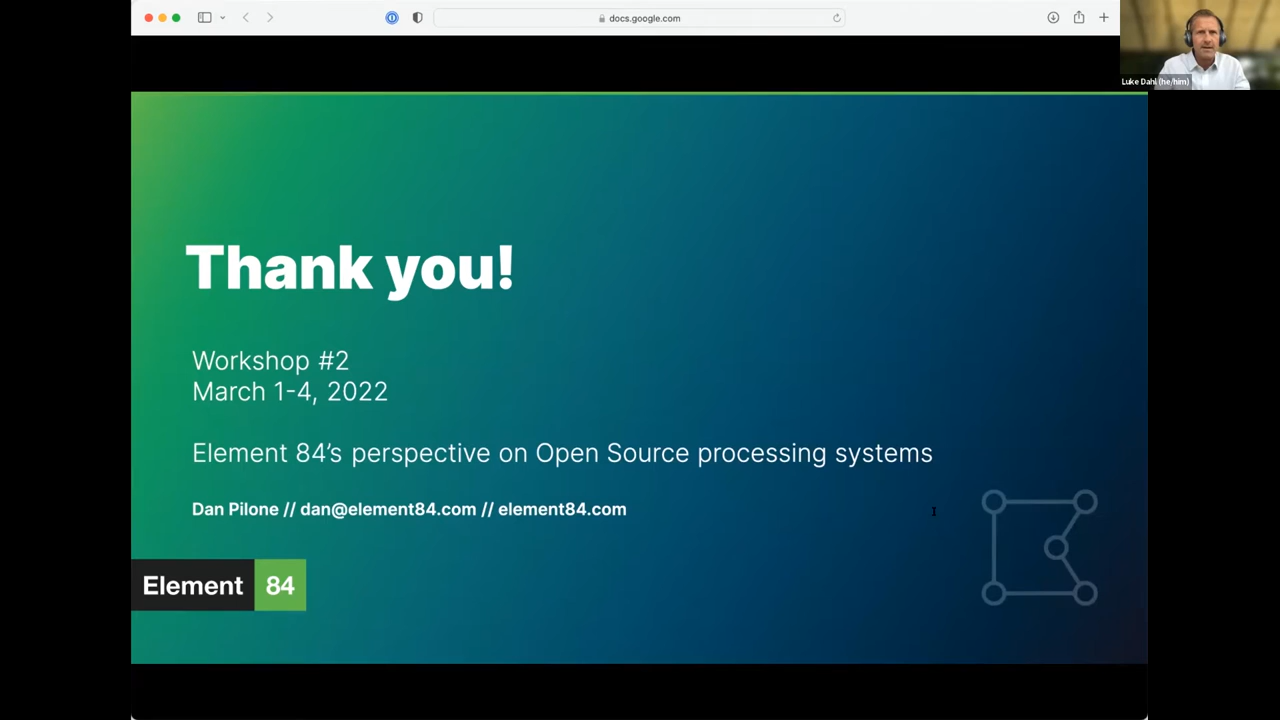 docs.google.com
Luke Dahl (he/him)
Thank you!
Workshop #2
March 1-4, 2022
Element 84’s perspective on Open Source processing systems
Dan Pilone // dan@element84.com // element84.com
Element 84